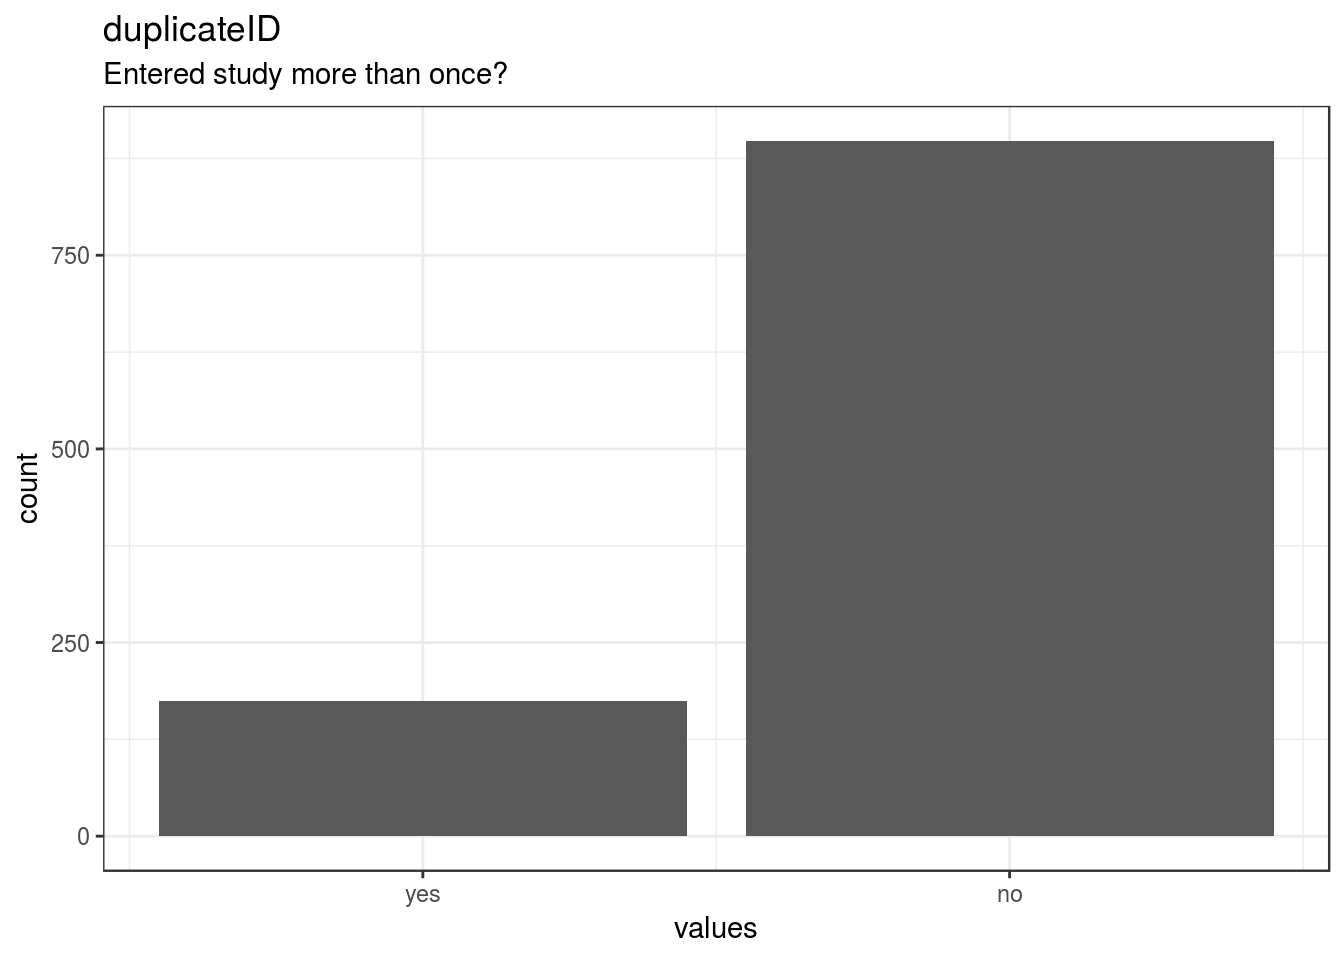 duplicateID
Entered study more than once?
750
500
250
0
count
yes no
values